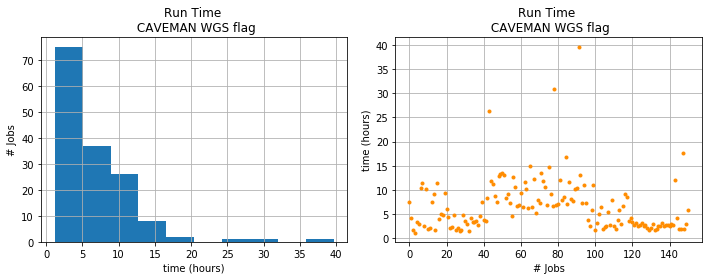 Run Time
CAVEMAN WGS flag
# Jobs
70
60
50
40
30
20
10
0
0 5 10 15 20 25 30 35 40
time (hours)
Run Time
CAVEMAN WGS flag
time (hours)
40
35
30
25
20
15
10
5
0
0 20 40 60 80 100 120 140
# Jobs